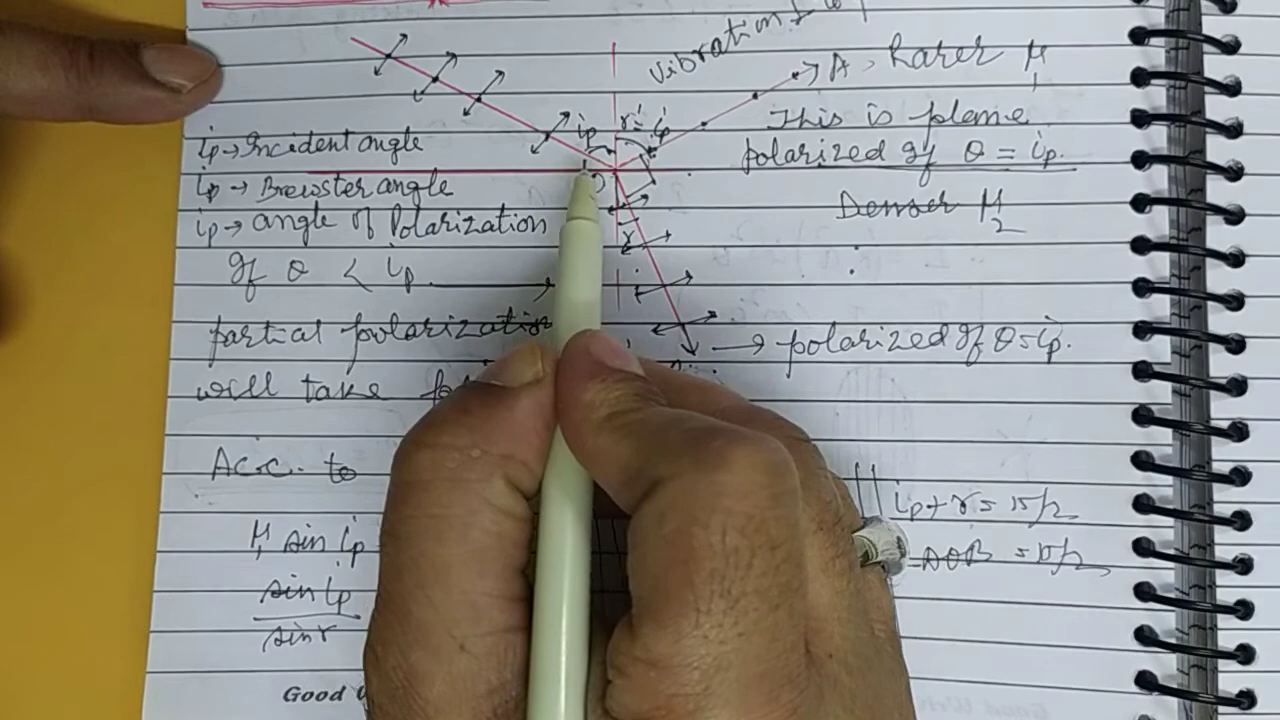 vibration
A, Rarer μ1
ip r'=ip
This is plane
ip→Incident angle
polarized If θ = ip.
ip → Brewster angle
Denser μ2
ip → angle of Polarization
r
If θ < ip
partial polarization
→ polarized If θ=ip.
will take
Acc. to
ip + r = π/2
μ1 sin ip
AOB = π/2
sin ip
sin r
Good